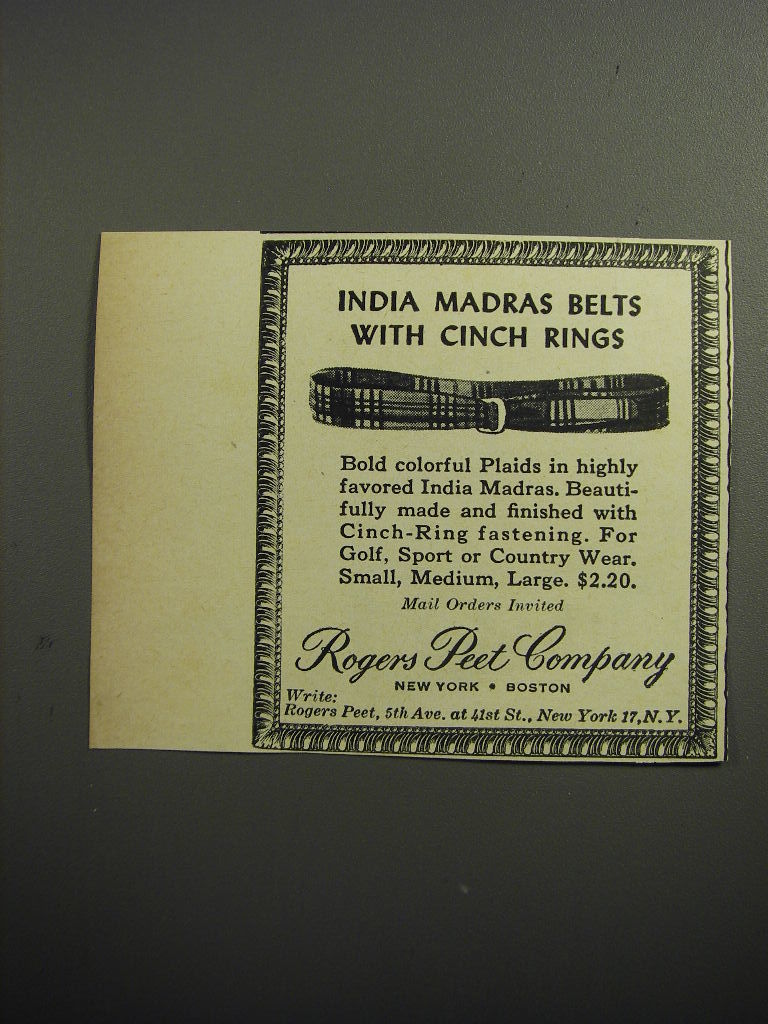 INDIA MADRAS BELTS
WITH CINCH RINGS
Bold colorful Plaids in highly
favored India Madras. Beauti-
fully made and finished with
Cinch-Ring fastening. For
Golf, Sport or Country Wear.
Small, Medium, Large. $2.20.
Mail Orders Invited
Rogers Peet Company
NEW YORK • BOSTON
Write:
Rogers Peet, 5th Ave. at 41st St., New York 17, N. Y.